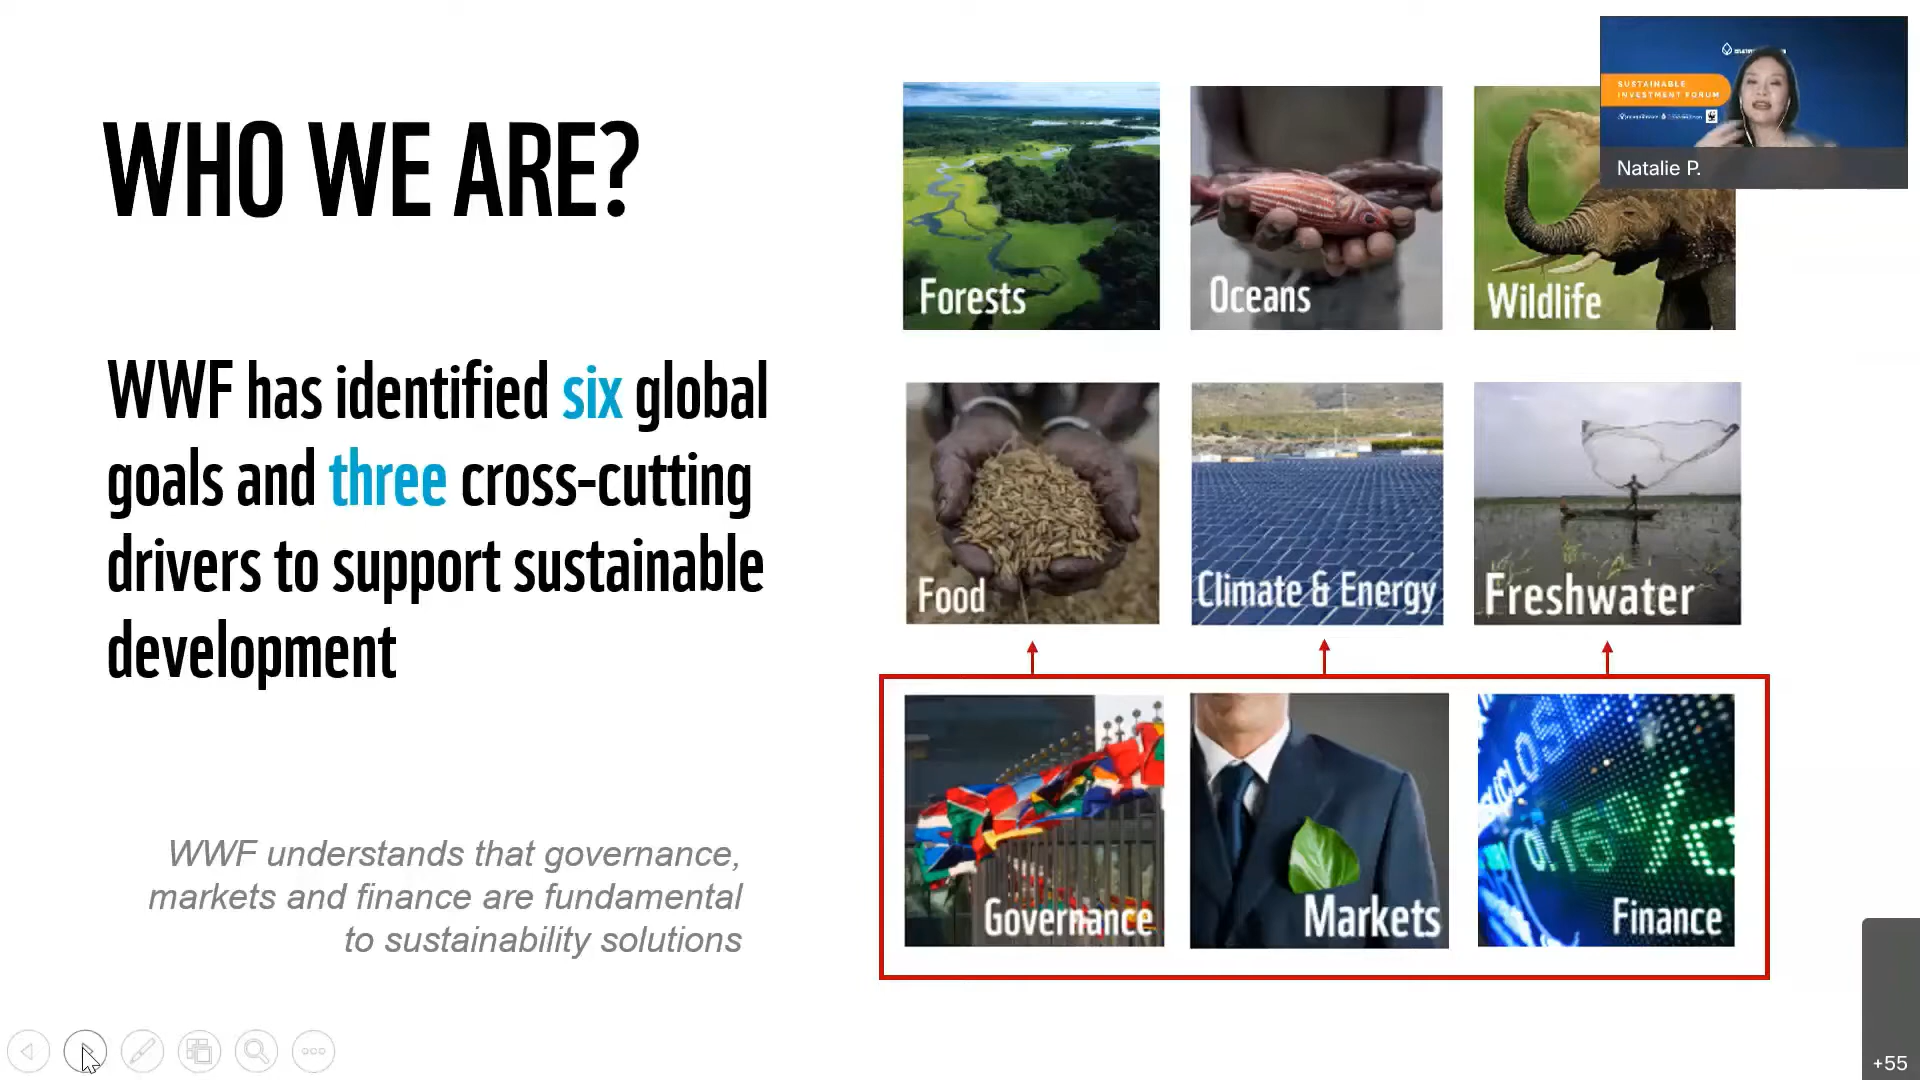 WHO WE ARE?
WWF has identified six global
goals and three cross-cutting
drivers to support sustainable
development
WWF understands that governance,
markets and finance are fundamental
to sustainability solutions
Forests
Oceans
Wildlife
Food
Climate & Energy
Freshwater
Governance
Markets
Finance
SUSTAINABLE
INVESTMENT FORUM
Natalie P.
+55